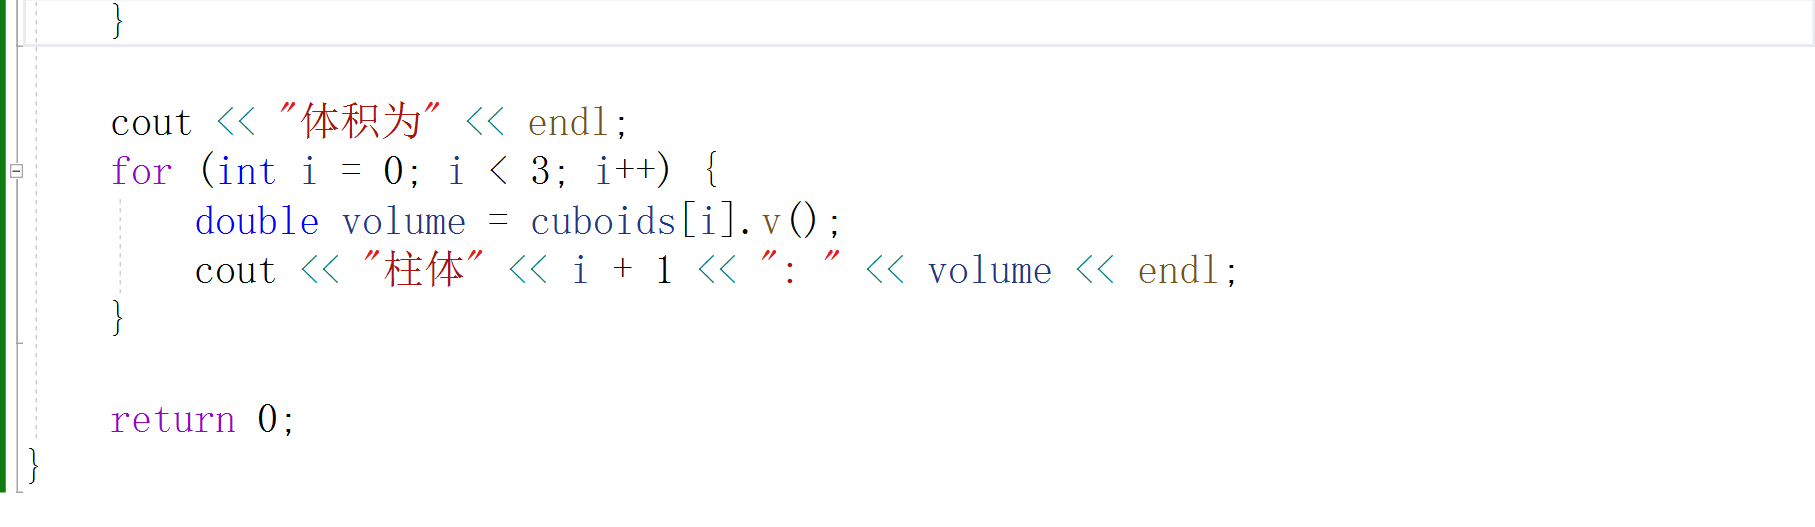 }
cout << "体积为" << endl;
for (int i = 0; i < 3; i++) {
double volume = cuboids[i].v();
cout << "柱体" << i + 1 << ": " << volume << endl;
}
return 0;
}